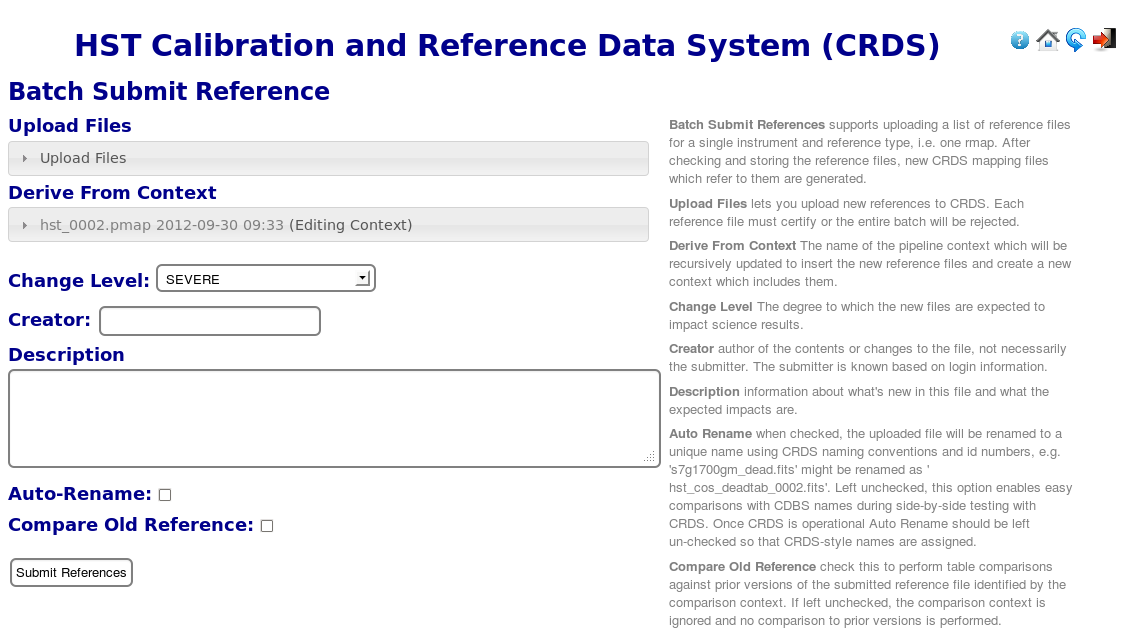 HST Calibration and Reference Data System (CRDS)
Batch Submit Reference
Upload Files
Upload Files
Derive From Context
hst_0002.pmap 2012-09-30 09:33 (Editing Context)
Change Level: SEVERE
Creator:
Description
Auto-Rename:
Compare Old Reference:
Submit References
Batch Submit References supports uploading a list of reference files
for a single instrument and reference type, i.e. one rmap. After
checking and storing the reference files, new CRDS mapping files
which refer to them are generated.
Upload Files lets you upload new references to CRDS. Each
reference file must certify or the entire batch will be rejected.
Derive From Context The name of the pipeline context which will be
recursively updated to insert the new reference files and create a new
context which includes them.
Change Level The degree to which the new files are expected to
impact science results.
Creator author of the contents or changes to the file, not necessarily
the submitter. The submitter is known based on login information.
Description information about what's new in this file and what the
expected impacts are.
Auto Rename when checked, the uploaded file will be renamed to a
unique name using CRDS naming conventions and id numbers, e.g.
's7g1700gm_dead.fits' might be renamed as '
hst_cos_deadtab_0002.fits'. Left unchecked, this option enables easy
comparisons with CDBS names during side-by-side testing with
CRDS. Once CRDS is operational Auto Rename should be left
un-checked so that CRDS-style names are assigned.
Compare Old Reference check this to perform table comparisons
against prior versions of the submitted reference file identified by the
comparison context. If left unchecked, the comparison context is
ignored and no comparison to prior versions is performed.